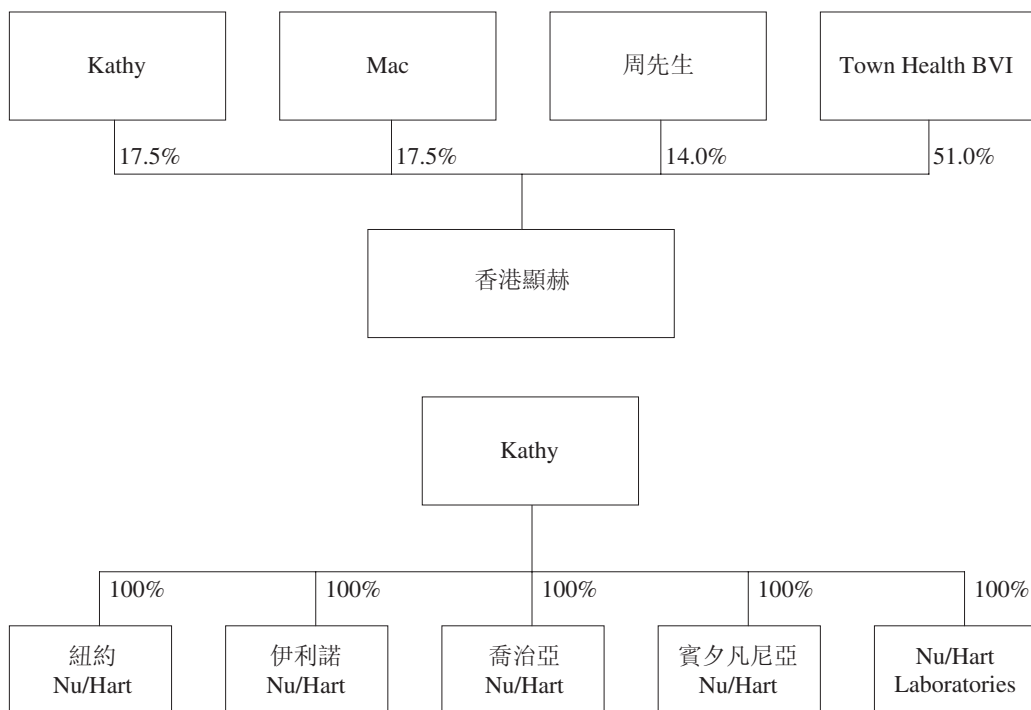 Kathy
Mac
周先生
Town Health BVI
17.5%
17.5%
14.0%
51.0%
香港顯赫
Kathy
100%
100%
100%
100%
100%
紐約
Nu/Hart
伊利諾
Nu/Hart
喬治亞
Nu/Hart
賓夕凡尼亞
Nu/Hart
Nu/Hart
Laboratories